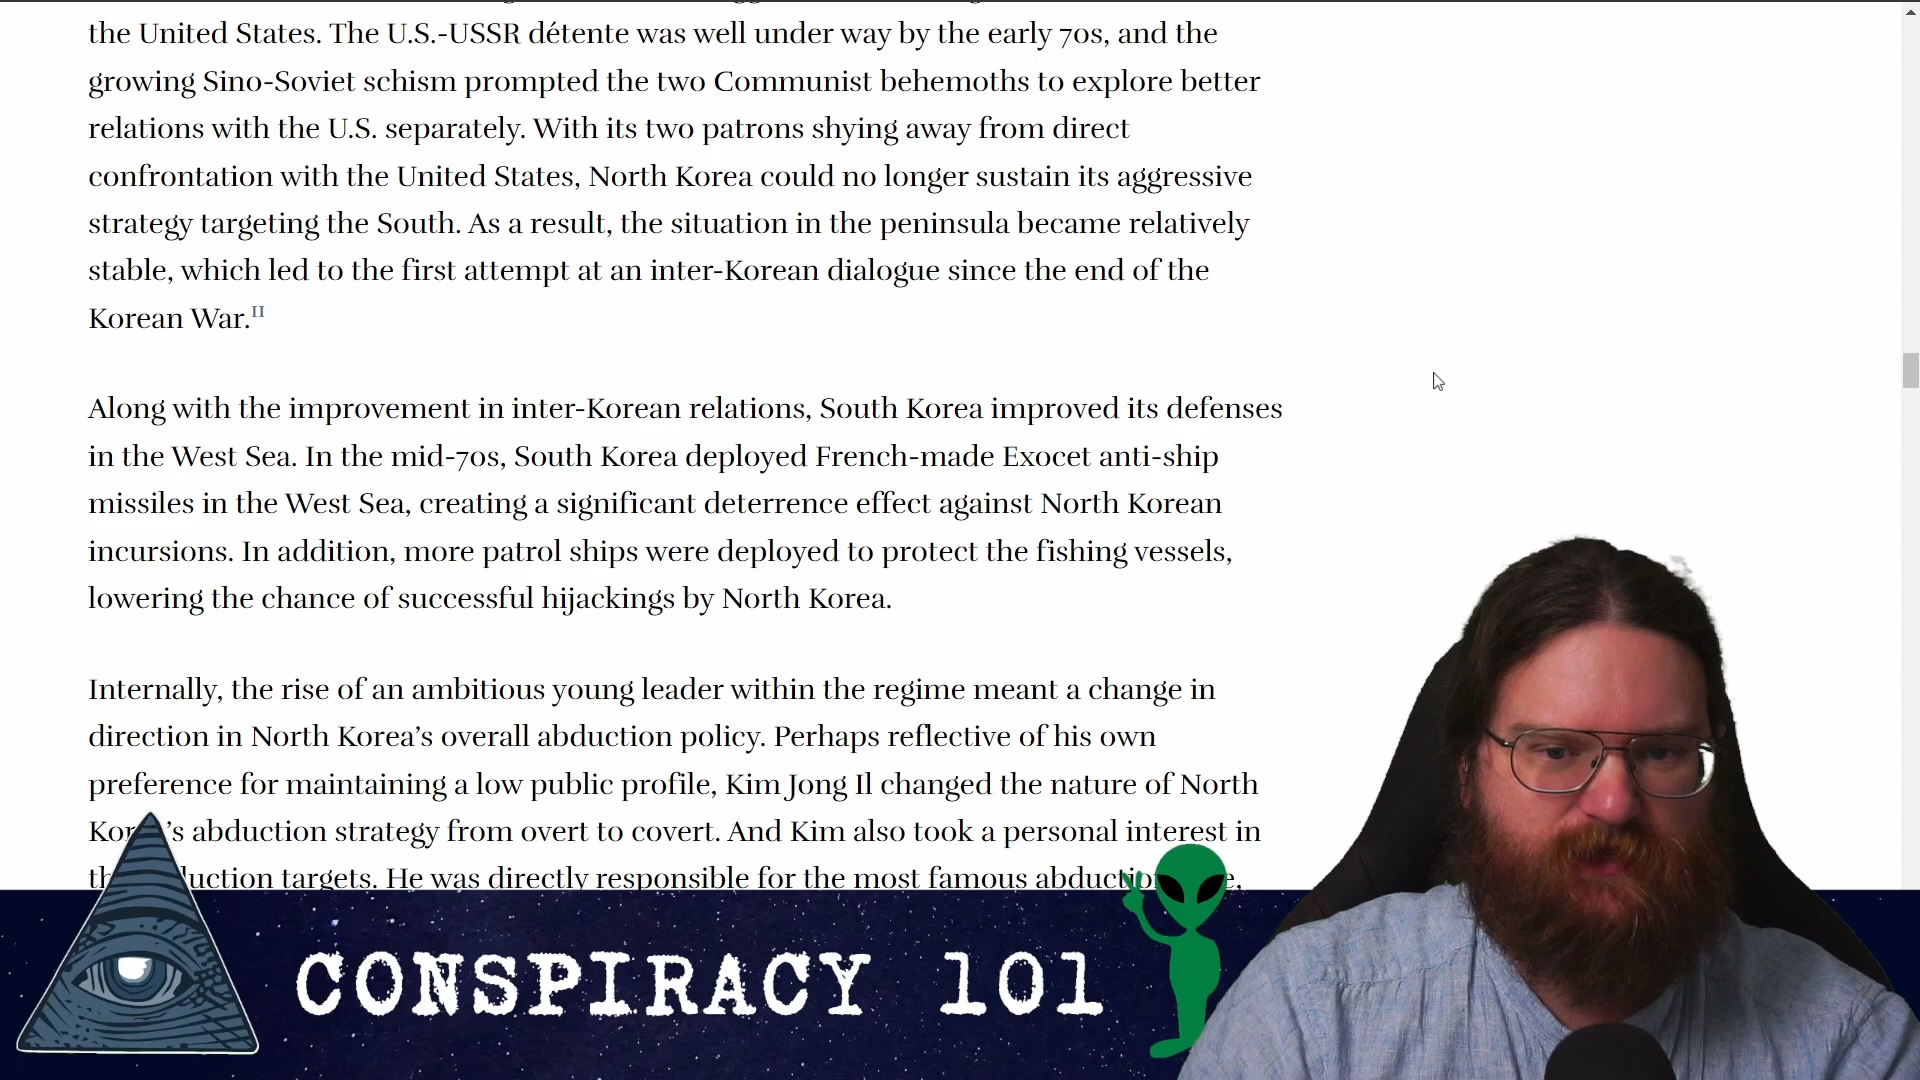 the United States. The U.S.-USSR détente was well under way by the early 70s, and the
growing Sino-Soviet schism prompted the two Communist behemoths to explore better
relations with the U.S. separately. With its two patrons shying away from direct
confrontation with the United States, North Korea could no longer sustain its aggressive
strategy targeting the South. As a result, the situation in the peninsula became relatively
stable, which led to the first attempt at an inter-Korean dialogue since the end of the
Korean War.II
Along with the improvement in inter-Korean relations, South Korea improved its defenses
in the West Sea. In the mid-70s, South Korea deployed French-made Exocet anti-ship
missiles in the West Sea, creating a significant deterrence effect against North Korean
incursions. In addition, more patrol ships were deployed to protect the fishing vessels,
lowering the chance of successful hijackings by North Korea.
Internally, the rise of an ambitious young leader within the regime meant a change in
direction in North Korea’s overall abduction policy. Perhaps reflective of his own
preference for maintaining a low public profile, Kim Jong Il changed the nature of North
abduction strategy from overt to covert. And Kim also took a personal interest in
targets. He was directly responsible for the most famous
CONSPIRACY 101